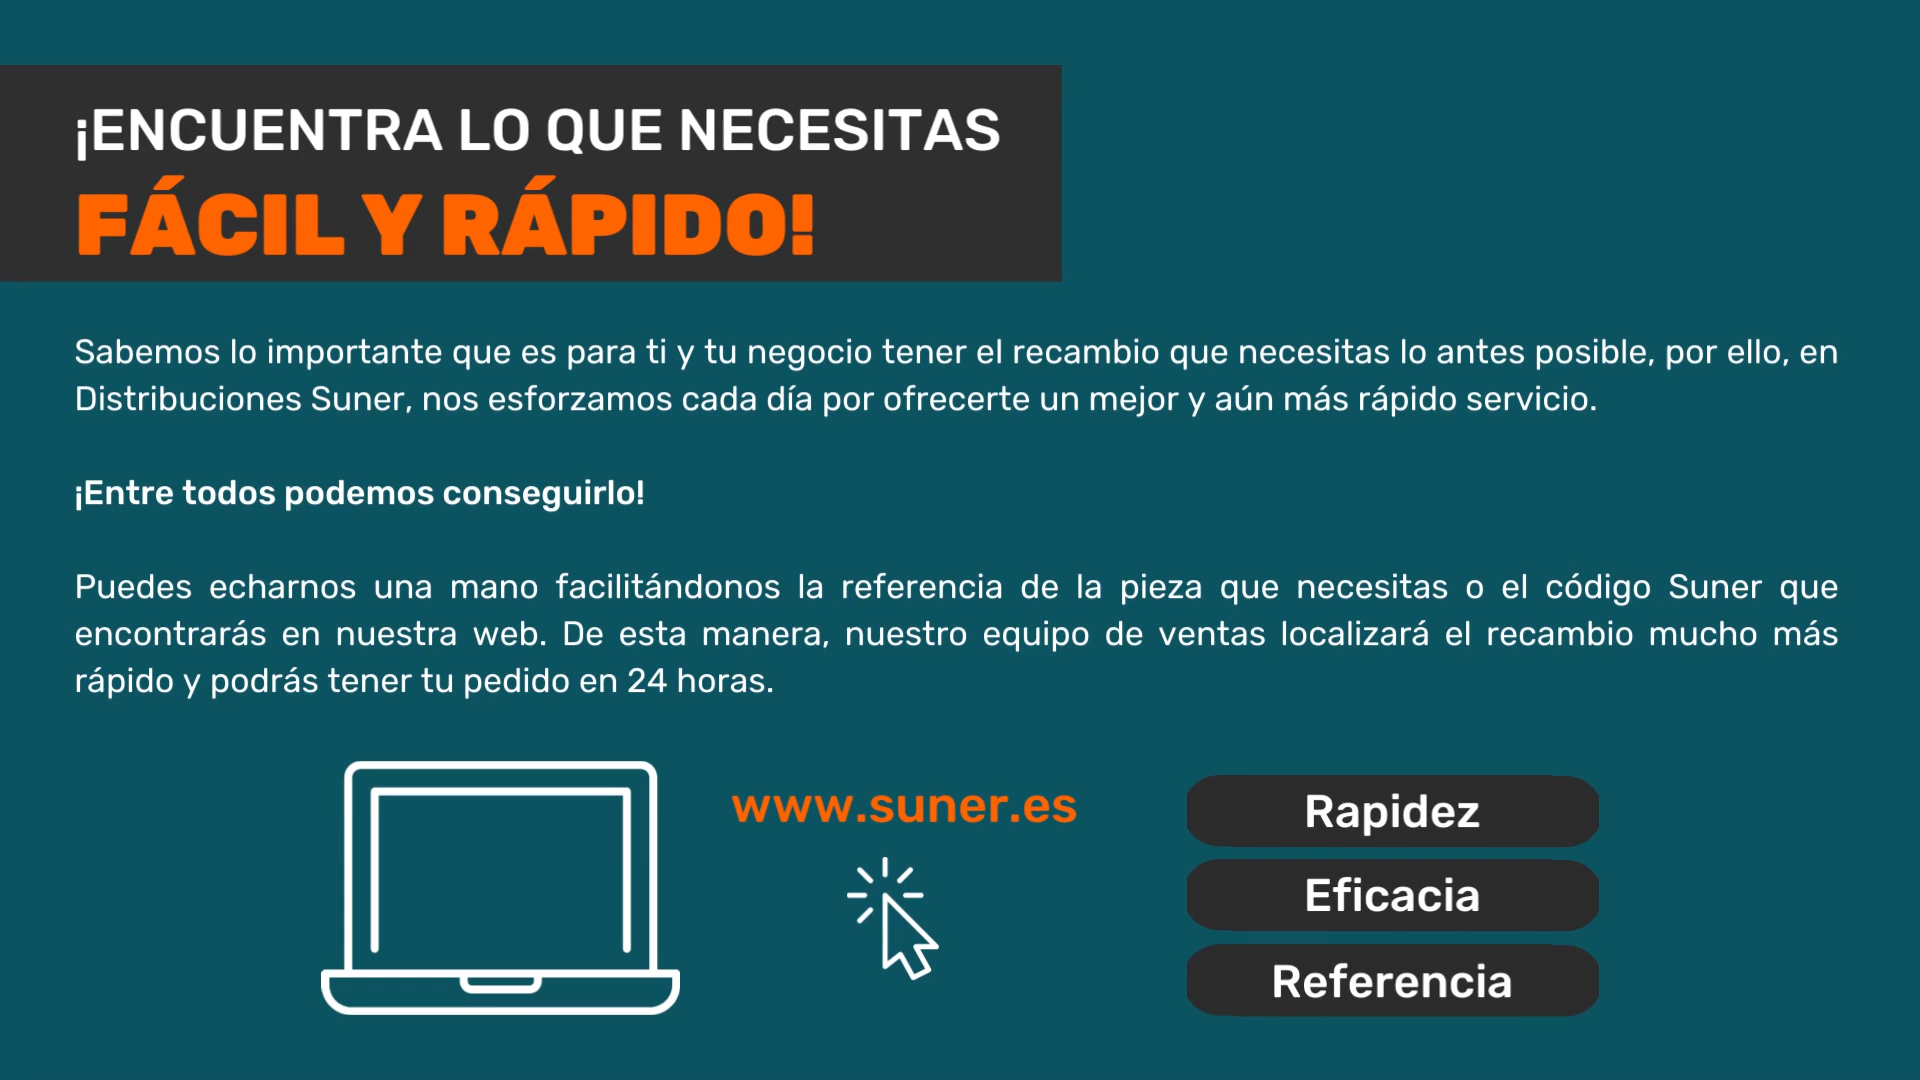 ¡ENCUENTRA LO QUE NECESITAS
FÁCIL Y RÁPIDO!
Sabemos lo importante que es para ti y tu negocio tener el recambio que necesitas lo antes posible, por ello, en
Distribuciones Suner, nos esforzamos cada día por ofrecerte un mejor y aún más rápido servicio.
¡Entre todos podemos conseguirlo!
Puedes echarnos una mano facilitándonos la referencia de la pieza que necesitas o el código Suner que
encontrarás en nuestra web. De esta manera, nuestro equipo de ventas localizará el recambio mucho más
rápido y podrás tener tu pedido en 24 horas.
www.suner.es
Rapidez
Eficacia
Referencia